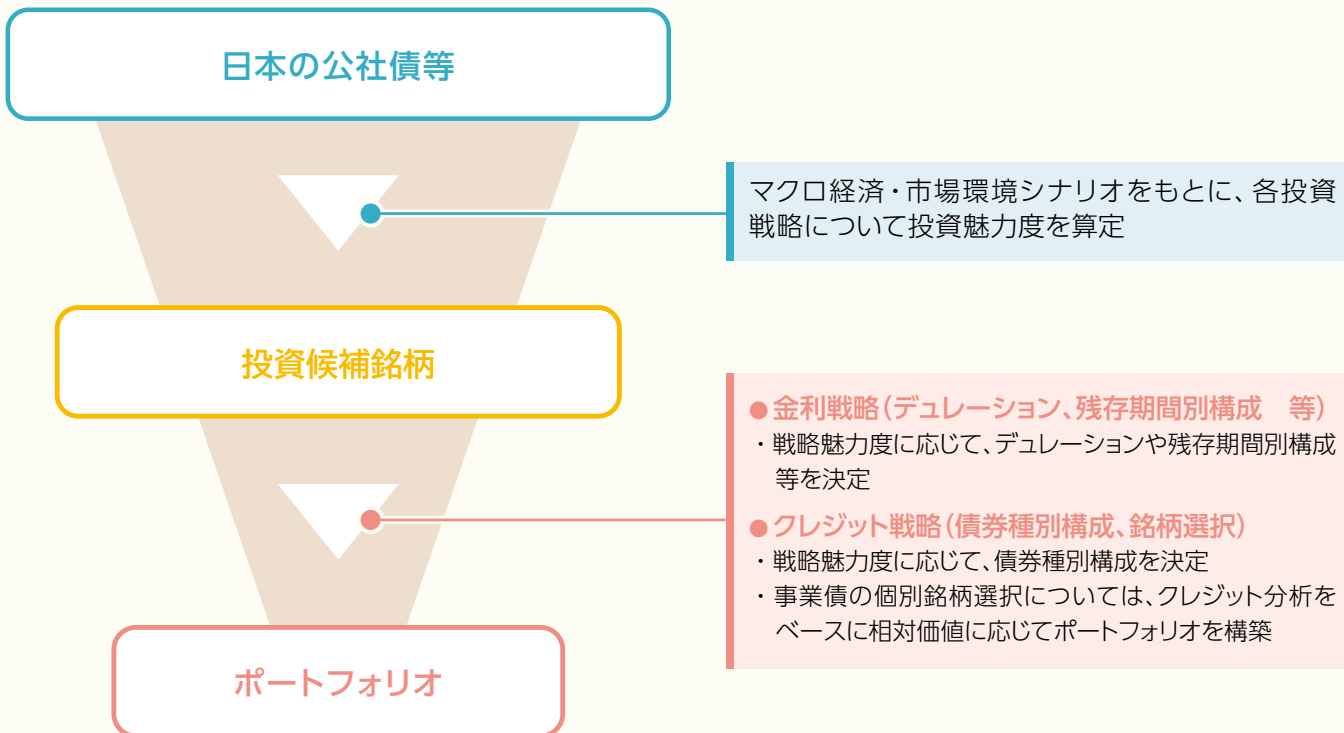 日本の公社債等
マクロ経済・市場環境シナリオをもとに、各投資
戦略について投資魅力度を算定
投資候補銘柄
●金利戦略(デュレーション、残存期間別構成　等)
・戦略魅力度に応じて、デュレーションや残存期間別構成
等を決定
●クレジット戦略(債券種別構成、銘柄選択)
・戦略魅力度に応じて、債券種別構成を決定
・事業債の個別銘柄選択については、クレジット分析を
ベースに相対価値に応じてポートフォリオを構築
ポートフォリオ